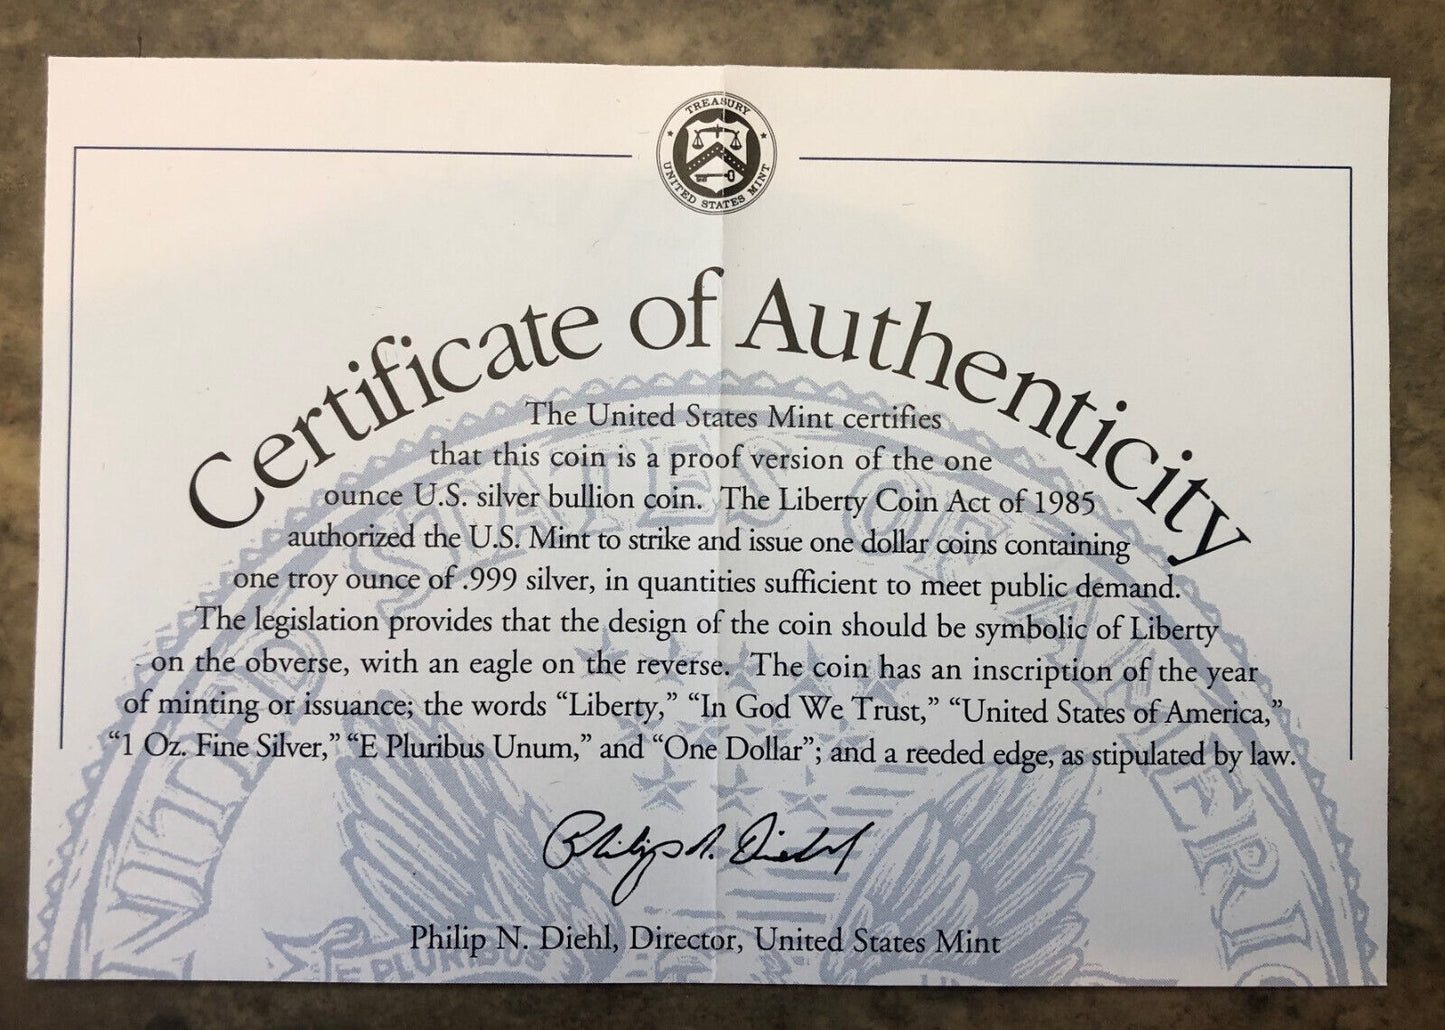 TREASURY
UNITED STATES MINT
Certificate of Authenticity
The United States Mint certifies
that this coin is a proof version of the one
ounce U.S. silver bullion coin. The Liberty Coin Act of 1985
authorized the U.S. Mint to strike and issue one dollar coins containing
one troy ounce of .999 silver, in quantities sufficient to meet public demand.
The legislation provides that the design of the coin should be symbolic of Liberty
on the obverse, with an eagle on the reverse. The coin has an inscription of the year
of minting or issuance; the words “Liberty,” “In God We Trust,” “United States of America,”
“1 Oz. Fine Silver,” “E Pluribus Unum,” and “One Dollar”; and a reeded edge, as stipulated by law.
Philip N. Diehl
Philip N. Diehl, Director, United States Mint
UNITED STATES OF AMERIC
E PLURIBUS